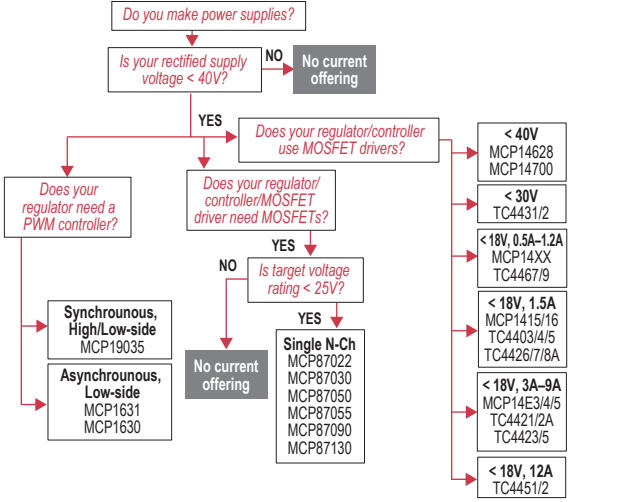 Do you make power supplies?
Is your rectified supply
voltage < 40V?
NO
No current
offering
YES
Does your regulator/controller
use MOSFET drivers?
< 40V
MCP14628
MCP14700
< 30V
TC4431/2
< 18V, 0.5A–1.2A
MCP14XX
TC4467/9
< 18V, 1.5A
MCP1415/16
TC4403/4/5
TC4426/7/8A
< 18V, 3A–9A
MCP14E3/4/5
TC4421/2A
TC4423/5
< 18V, 12A
TC4451/2
Does your
regulator need a
PWM controller?
Synchrounous,
High/Low-side
MCP19035
Asynchrounous,
Low-side
MCP1631
MCP1630
Does your regulator/
controller/MOSFET
driver need MOSFETs?
YES
Is target voltage
rating < 25V?
NO
No current
offering
YES
Single N-Ch
MCP87022
MCP87030
MCP87050
MCP87055
MCP87090
MCP87130